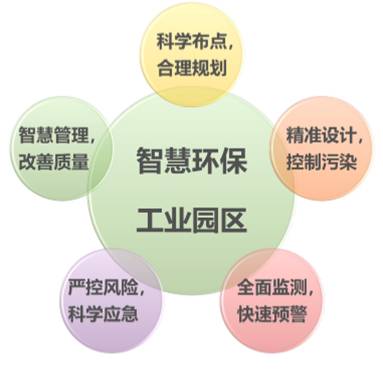 科学布点，
合理规划
智慧管理，
改善质量
精准设计，
控制污染
智慧环保
工业园区
严控风险，
科学应急
全面监测，
快速预警